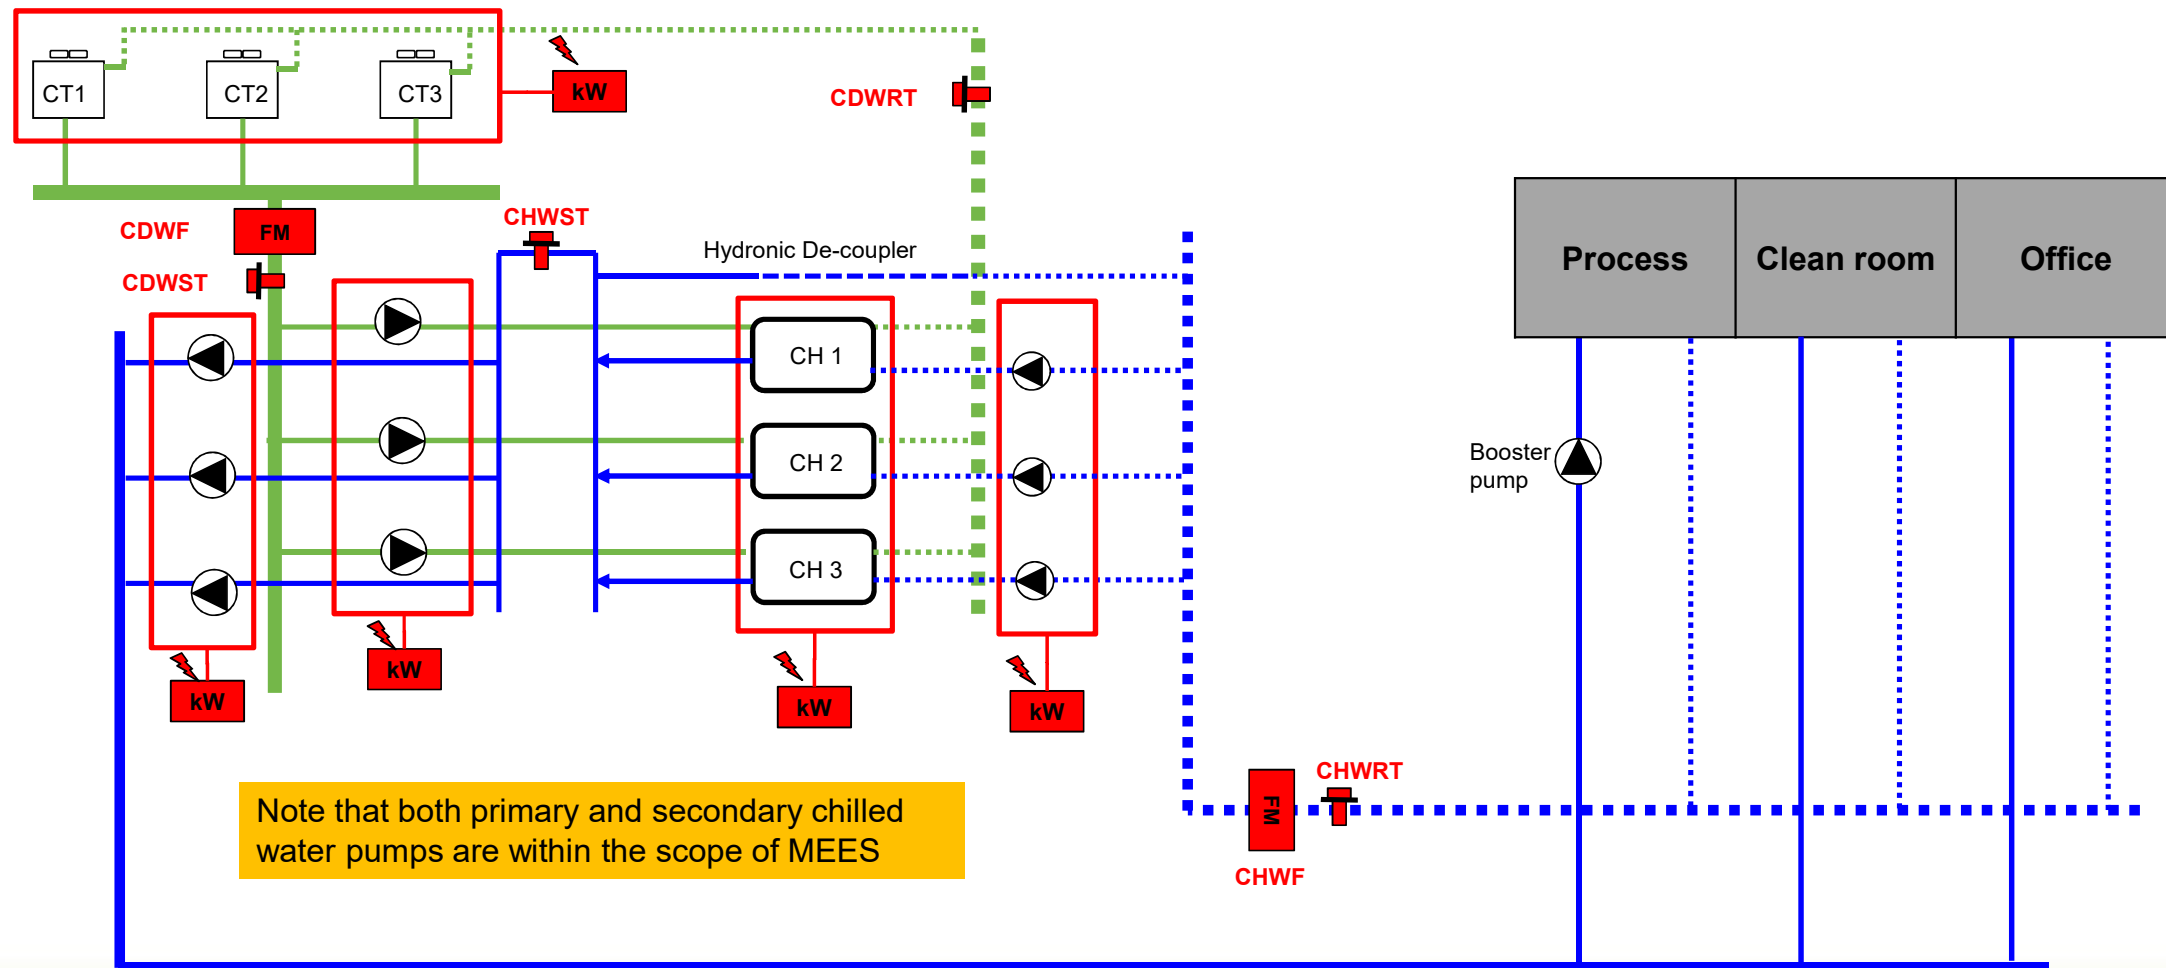 CT1
CT2
CT3
kW
CDWRT
CDWF
FM
CHWST
CDWST
Hydronic De-coupler
Process
Clean room
Office
CH 1
CH 2
CH 3
Booster
pump
kW
kW
kW
kW
CHWRT
FM
CHWF
Note that both primary and secondary chilled
water pumps are within the scope of MEES